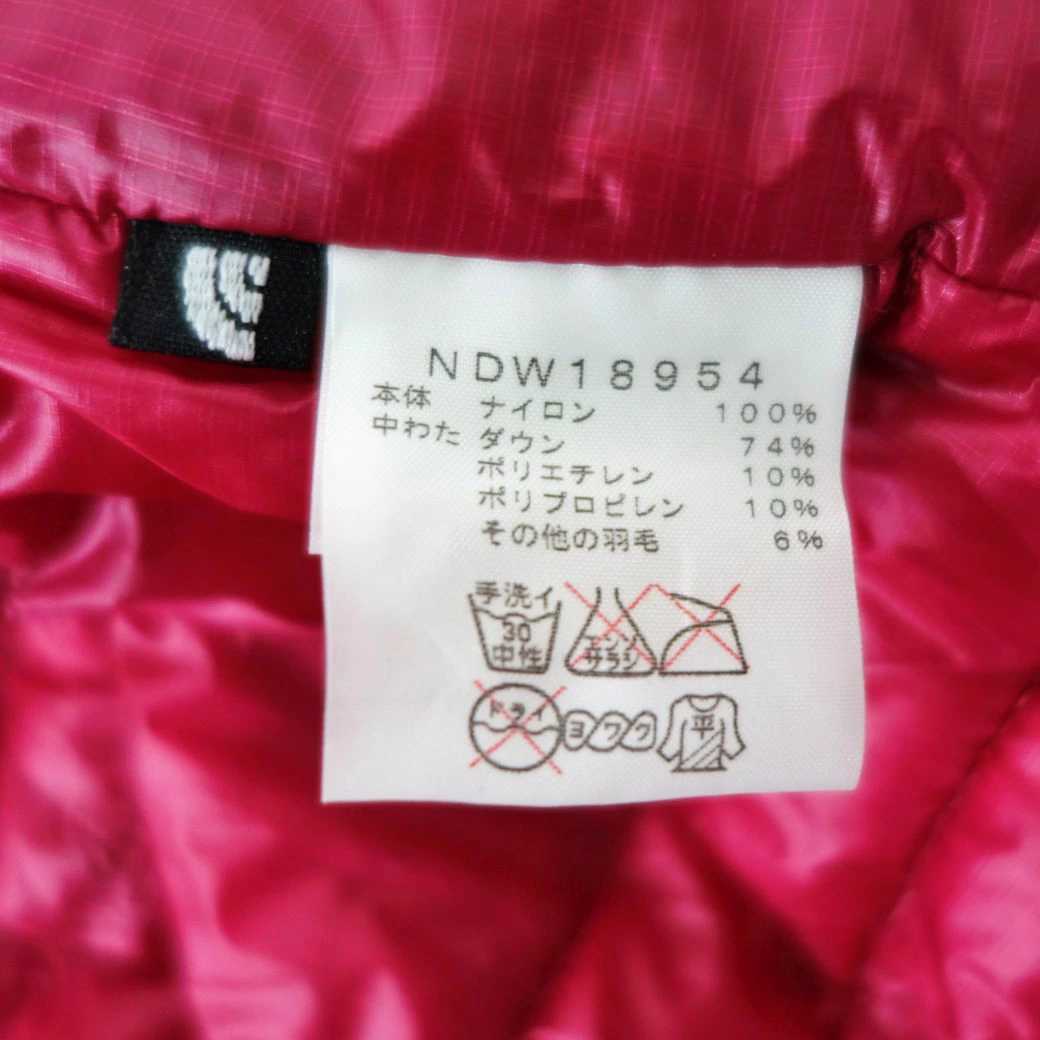 NDW18954
本体 ナイロン 100%
中わた ダウン 74%
ポリエチレン 10%
ポリプロピレン 10%
その他の羽毛 6%
手洗イ
30
中性
エンソ
サラシ
ドライ
ヨワク
平